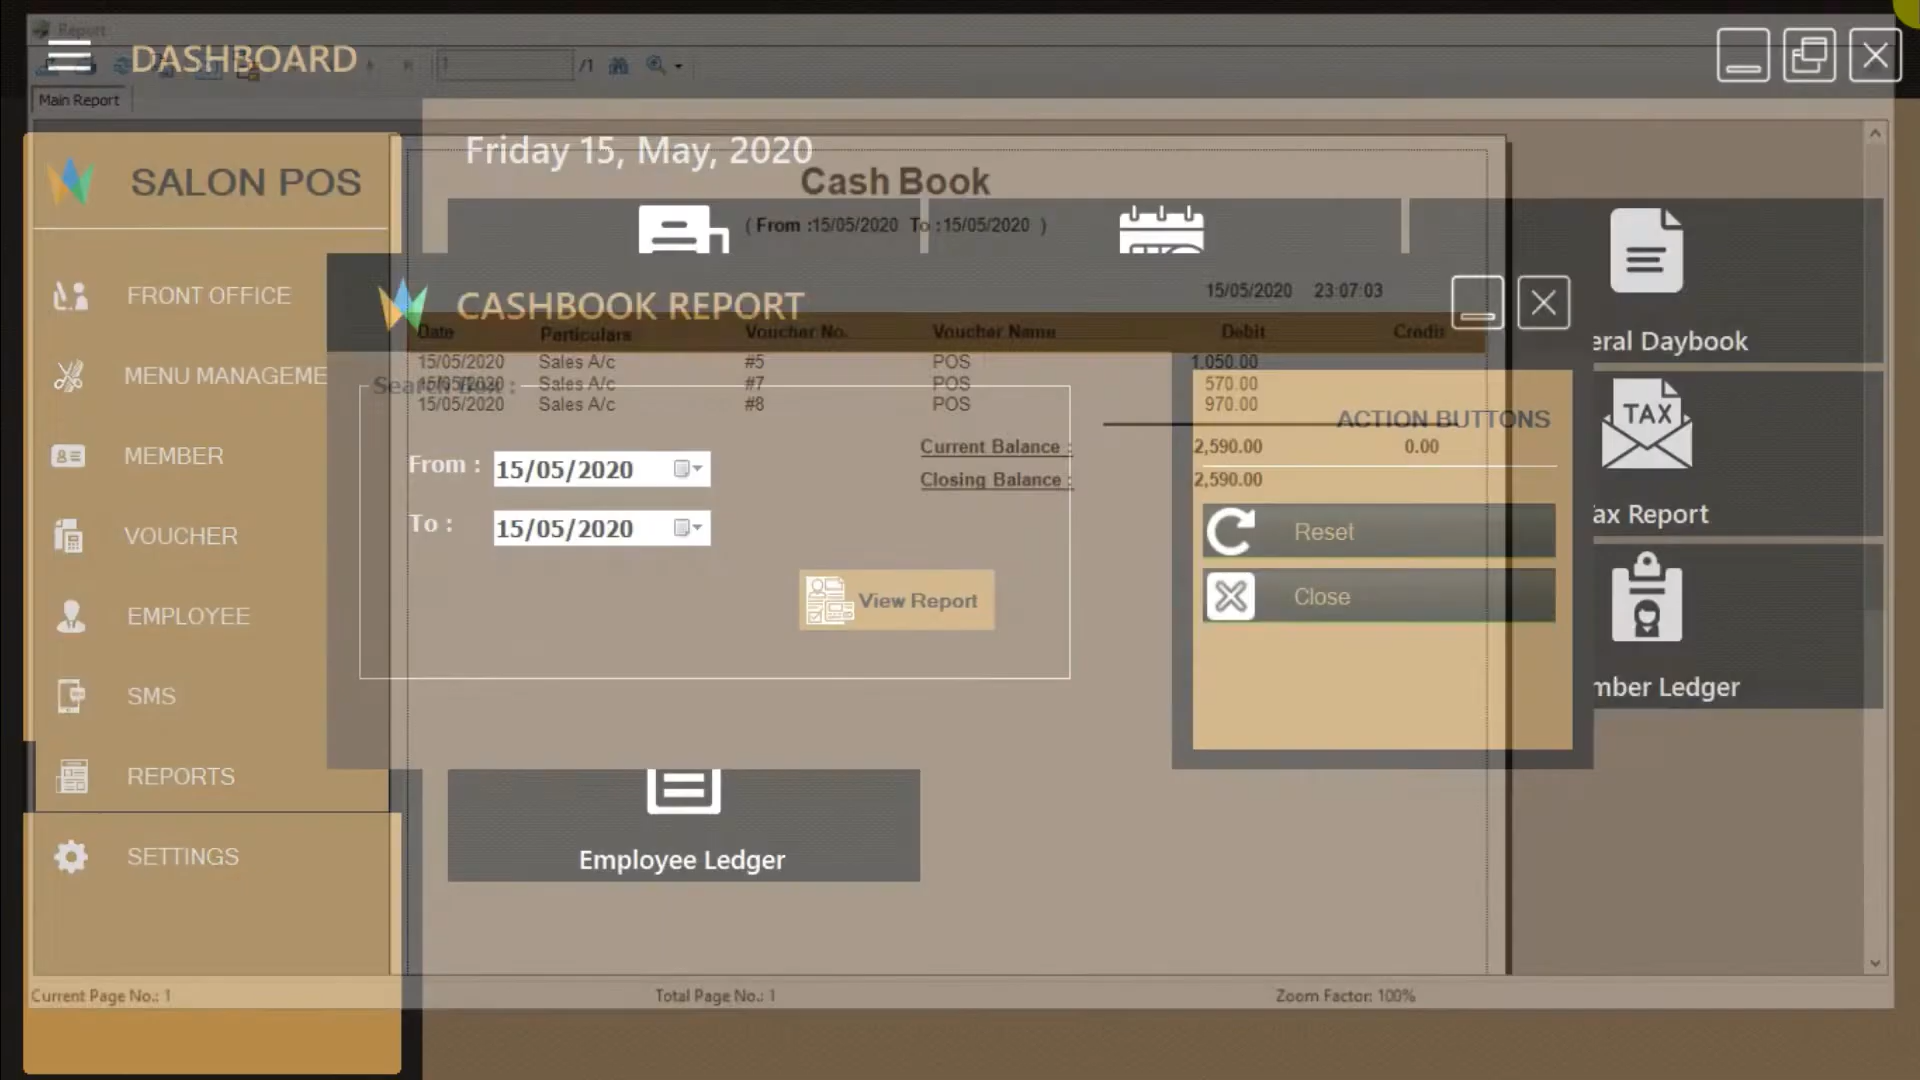 Report
DASHBOARD
1
/1
Main Report
Friday 15, May, 2020
SALON POS
Cash Book
( From :15/05/2020 To :15/05/2020 )
FRONT OFFICE
CASHBOOK REPORT
15/05/2020 23:07:03
Date Particulars Voucher No. Voucher Name Debit Credit
15/05/2020 Sales A/c #5 POS 1,050.00
15/05/2020 Sales A/c #7 POS 570.00
15/05/2020 Sales A/c #8 POS 970.00
Search Box :
Current Balance : 2,590.00 0.00
Closing Balance : 2,590.00
MENU MANAGEME
MEMBER
VOUCHER
EMPLOYEE
SMS
REPORTS
SETTINGS
From : 15/05/2020
To : 15/05/2020
View Report
ACTION BUTTONS
Reset
Close
eral Daybook
TAX
ax Report
mber Ledger
Employee Ledger
Current Page No.: 1
Total Page No.: 1
Zoom Factor: 100%